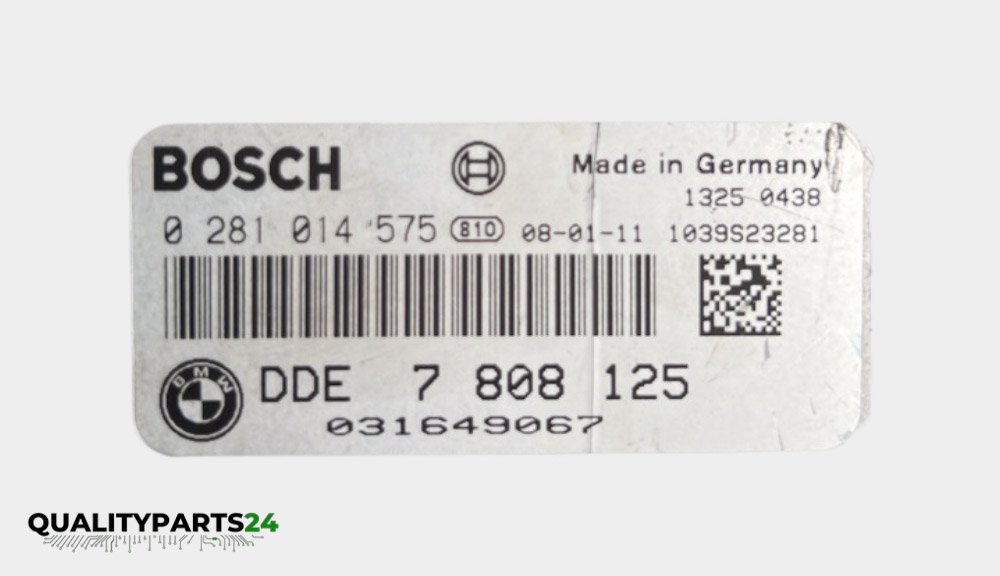 BOSCH
Made in Germany
1325 0438
0 281 014 575 810 08-01-11 1039S23281
BMW
DDE 7 808 125
031649067
QUALITYPARTS24